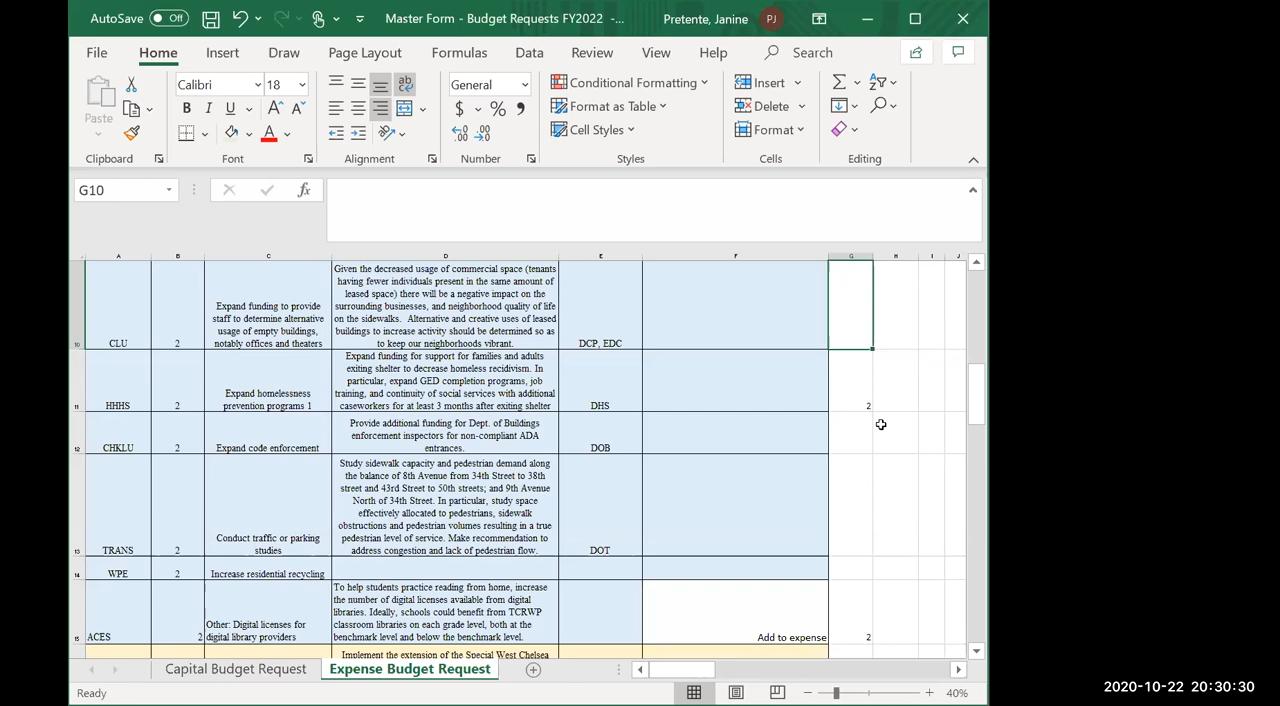 AutoSave Off Master Form - Budget Requests FY2022 -... Pretente, Janine PJ
File Home Insert Draw Page Layout Formulas Data Review View Help Search
Calibri 18 General Conditional Formatting Insert
Paste B I U $ % Format as Table Delete
Cell Styles Format
Clipboard Font Alignment Number Styles Cells Editing
G10 fx
A B C D E F G H I J
Given the decreased usage of commercial space (tenants
having fewer individuals present in the same amount of
leased space) there will be a negative impact on the
Expand funding to provide surrounding businesses, and neighborhood quality of life
staff to determine alternative on the sidewalks. Alternative and creative uses of leased
usage of empty buildings, buildings to increase activity should be determined so as
10 CLU 2 notably offices and theaters to keep our neighborhoods vibrant. DCP, EDC
Expand funding for support for families and adults
exiting shelter to decrease homeless recidivism. In
particular, expand GED completion programs, job
Expand homelessness training, and continuity of social services with additional
11 HHHS 2 prevention programs 1 caseworkers for at least 3 months after exiting shelter DHS 2
Provide additional funding for Dept. of Buildings
enforcement inspectors for non-compliant ADA
12 CHKLU 2 Expand code enforcement entrances. DOB
Study sidewalk capacity and pedestrian demand along
the balance of 8th Avenue from 34th Street to 38th
street and 43rd Street to 50th streets; and 9th Avenue
North of 34th Street. In particular, study space
effectively allocated to pedestrians, sidewalk
obstructions and pedestrian volumes resulting in a true
Conduct traffic or parking pedestrian level of service. Make recommendation to
13 TRANS 2 studies address congestion and lack of pedestrian flow. DOT
14 WPE 2 Increase residential recycling
To help students practice reading from home, increase
the number of digital licenses available from digital
Other: Digital licenses for libraries. Ideally, schools could benefit from TCRWP
classroom libraries on each grade level, both at the
15 ACES 2 digital library providers benchmark level and below the benchmark level. Add to expense 2
Implement the extension of the Special West Chelsea
Capital Budget Request Expense Budget Request
Ready 40%
2020-10-22 20:30:30